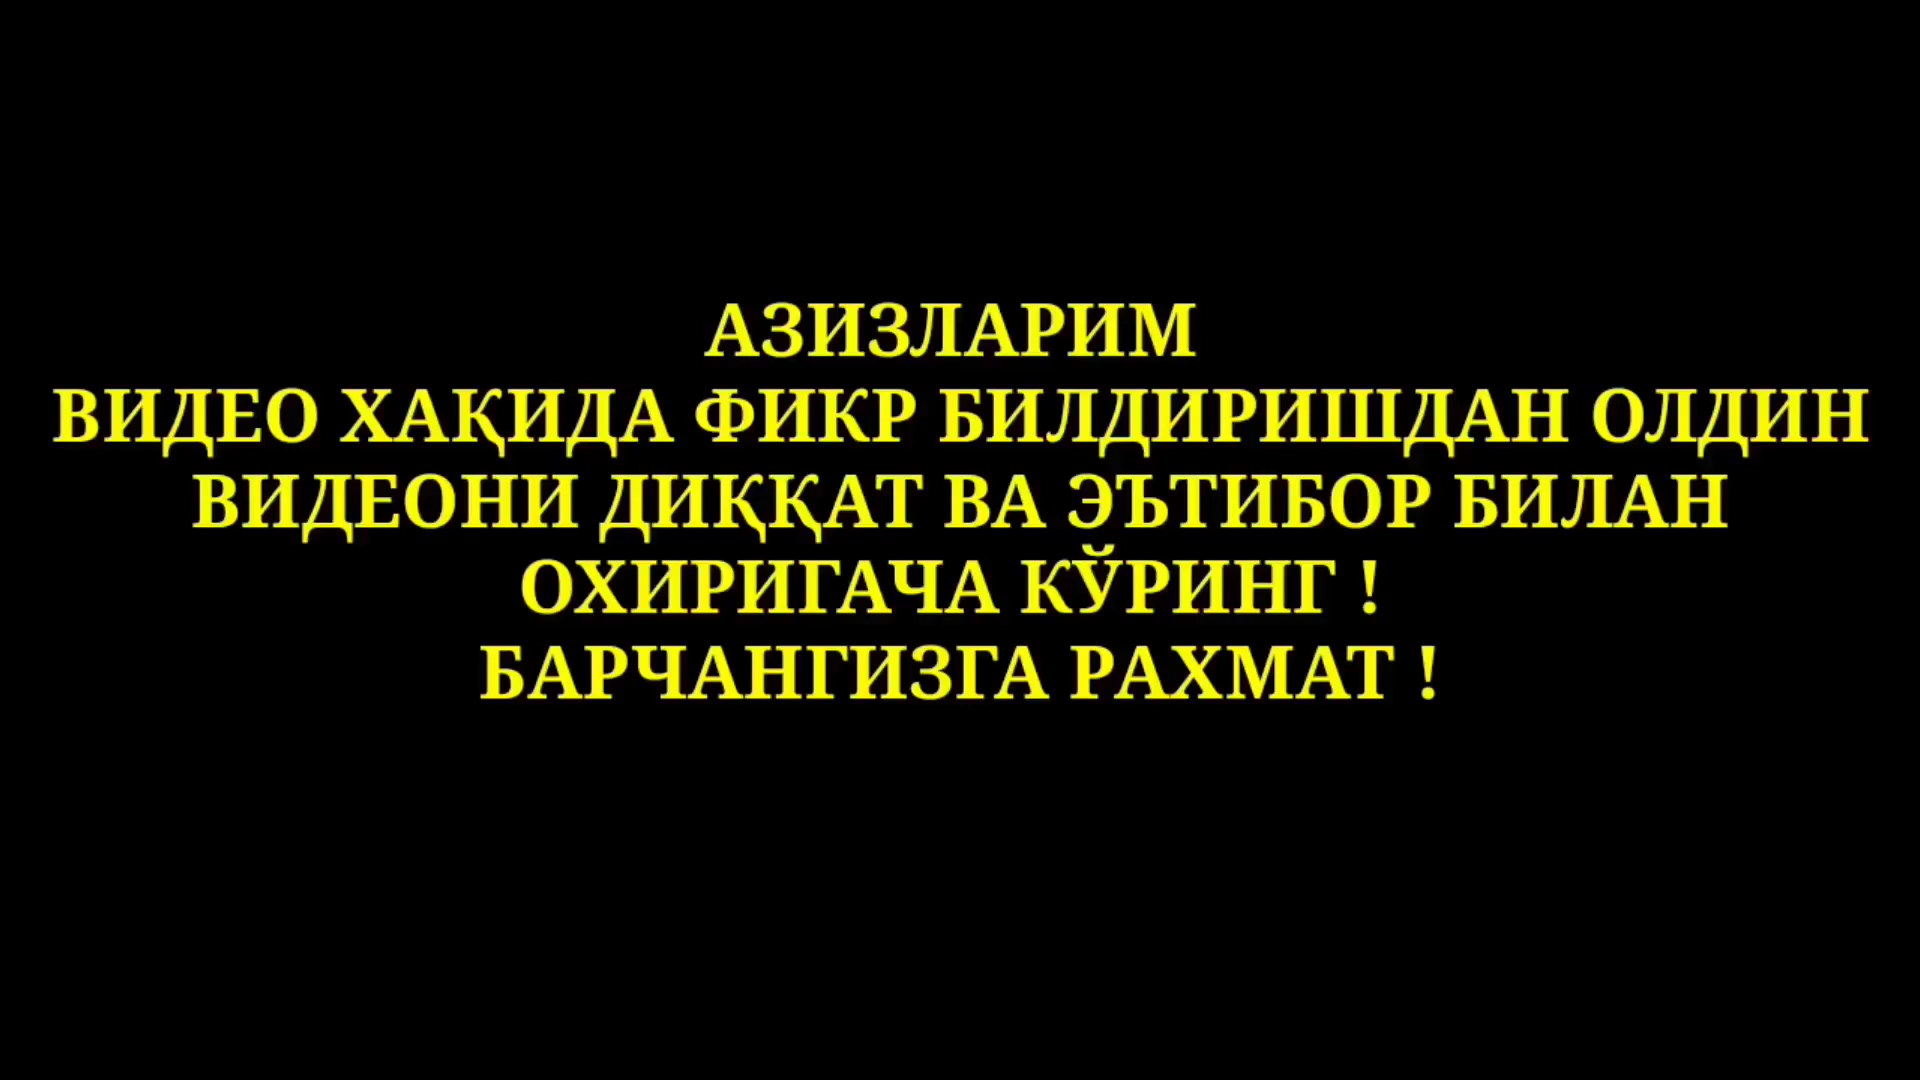 АЗИЗЛАРИМ
ВИДЕО ХАҚИДА ФИКР БИЛДИРИШДАН ОЛДИН
ВИДЕОНИ ДИҚҚАТ ВА ЭЪТИБОР БИЛАН
ОХИРИГАЧА КЎРИНГ !
БАРЧАНГИЗГА РАХМАТ !